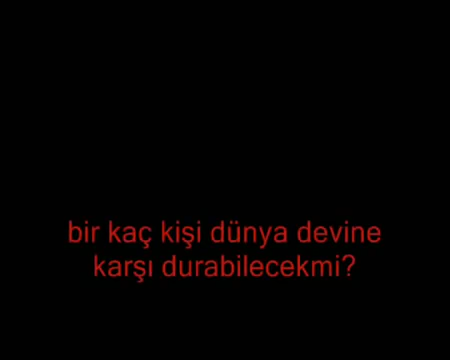 bir kaç kişi dünya devine
karşı durabilecekmi?